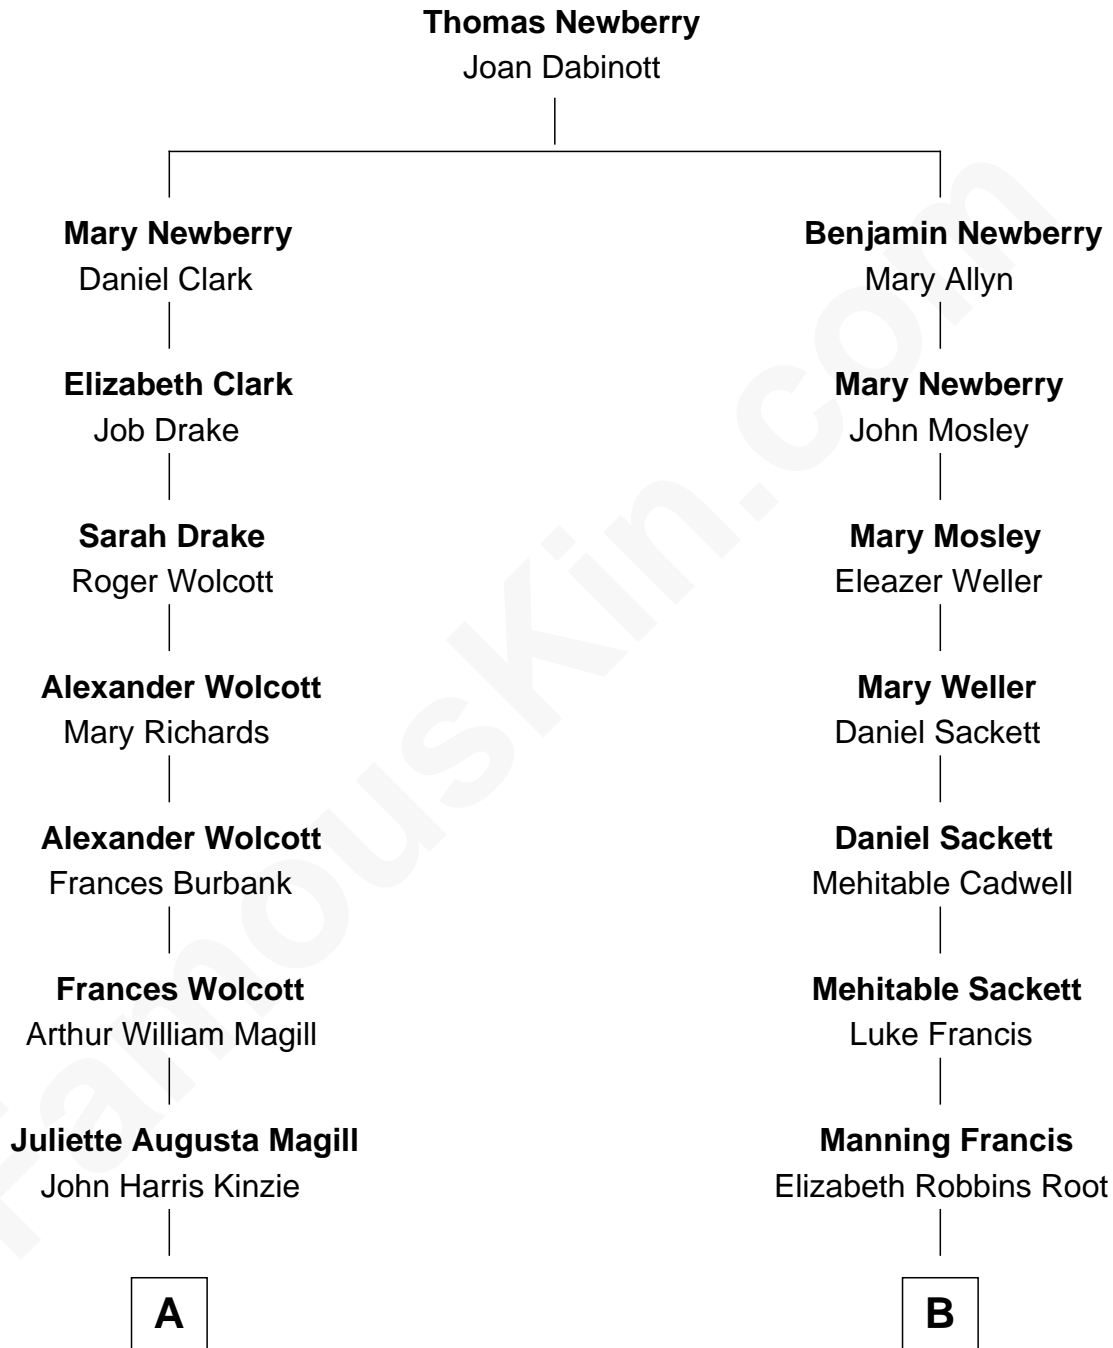 Thomas Newberry
Joan Dabinott
Mary Newberry
Daniel Clark
Benjamin Newberry
Mary Allyn
Elizabeth Clark
Job Drake
Mary Newberry
John Mosley
Sarah Drake
Roger Wolcott
Mary Mosley
Eleazer Weller
Alexander Wolcott
Mary Richards
Mary Weller
Daniel Sackett
Alexander Wolcott
Frances Burbank
Daniel Sackett
Mehitable Cadwell
Frances Wolcott
Arthur William Magill
Mehitable Sackett
Luke Francis
Juliette Augusta Magill
John Harris Kinzie
Manning Francis
Elizabeth Robbins Root
A
B
FamousKin.com